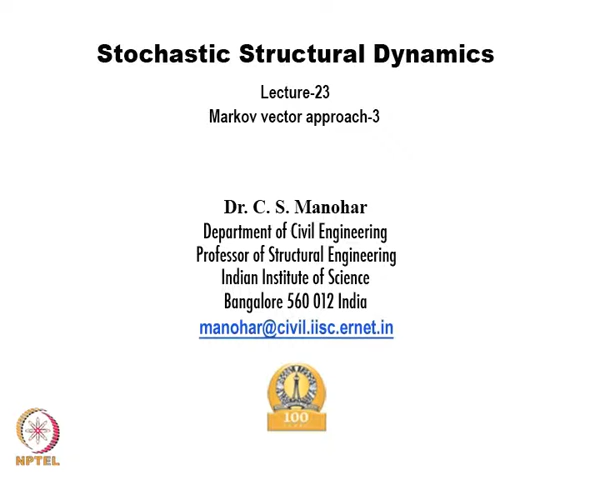 Stochastic Structural Dynamics
Lecture-23
Markov vector approach-3
Dr. C. S. Manohar
Department of Civil Engineering
Professor of Structural Engineering
Indian Institute of Science
Bangalore 560 012 India
manohar@civil.iisc.ernet.in
100
NPTEL